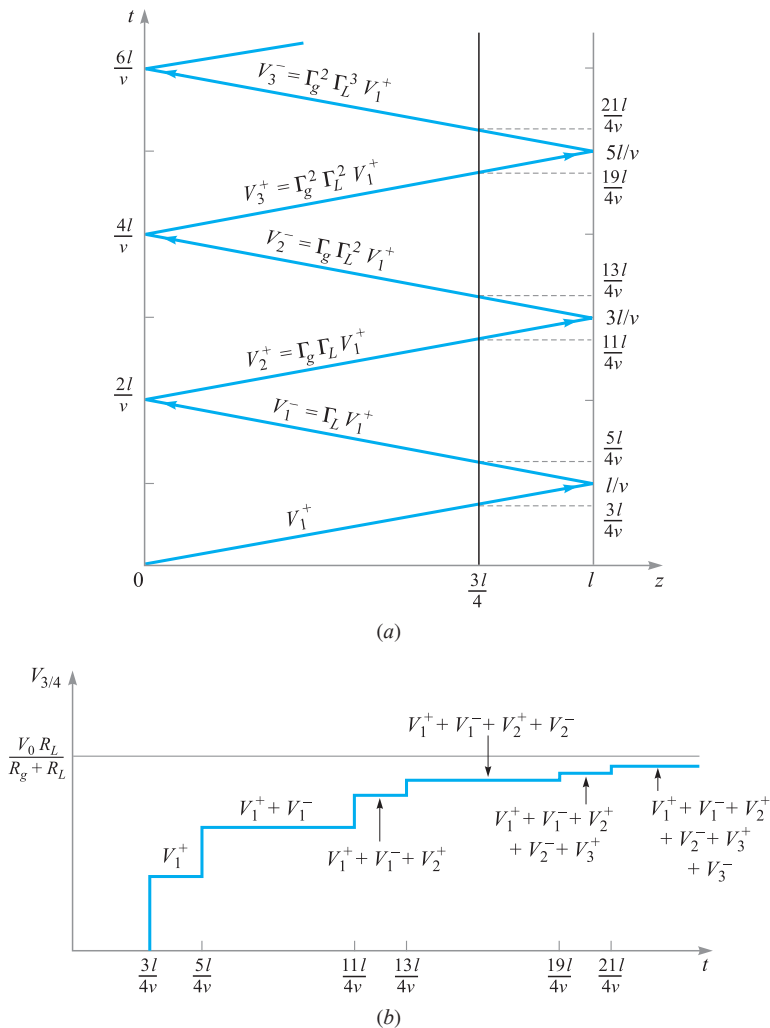 t
6l/v
V₃⁻ = Γg² ΓL³ V₁⁺
21l/4v
5l/v
19l/4v
V₃⁺ = Γg² ΓL² V₁⁺
4l/v
V₂⁻ = Γg ΓL² V₁⁺
13l/4v
3l/v
11l/4v
V₂⁺ = Γg ΓL V₁⁺
2l/v
V₁⁻ = ΓL V₁⁺
5l/4v
l/v
3l/4v
V₁⁺
0
3l/4
l
z
(a)
V₃/₄
V₀ RL / Rg + RL
V₁⁺ + V₁⁻ + V₂⁺ + V₂⁻
V₁⁺ + V₁⁻
V₁⁺
V₁⁺ + V₁⁻ + V₂⁺
V₁⁺ + V₁⁻ + V₂⁺
+ V₂⁻ + V₃⁺
V₁⁺ + V₁⁻ + V₂⁺
+ V₂⁻ + V₃⁺
+ V₃⁻
3l/4v 5l/4v 11l/4v 13l/4v 19l/4v 21l/4v t
(b)